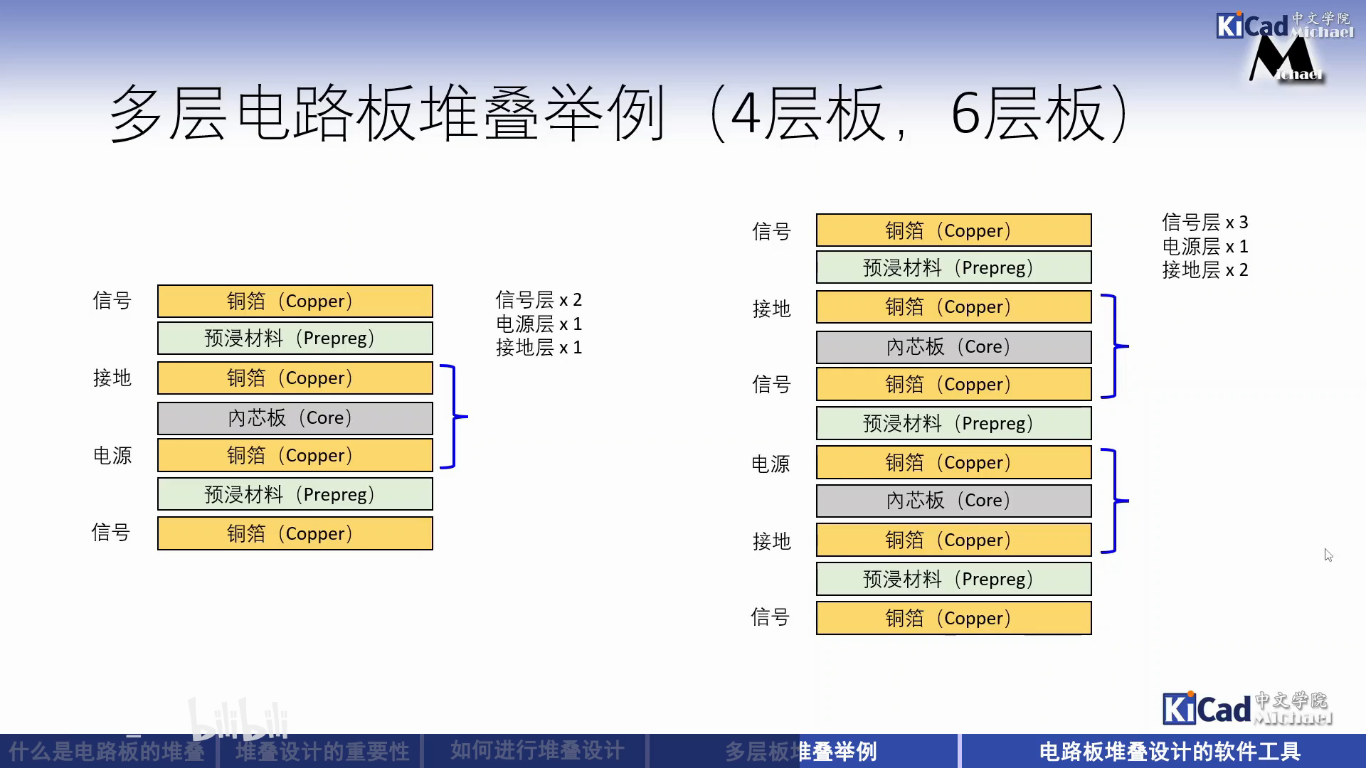 KiCad 中文学院
Michael
Michael
多层电路板堆叠举例（4层板，6层板）
信号 铜箔（Copper）
预浸材料（Prepreg）
接地 铜箔（Copper）
內芯板（Core）
电源 铜箔（Copper）
预浸材料（Prepreg）
信号 铜箔（Copper）
信号层 x 2
电源层 x 1
接地层 x 1
信号 铜箔（Copper）
预浸材料（Prepreg）
接地 铜箔（Copper）
內芯板（Core）
信号 铜箔（Copper）
预浸材料（Prepreg）
电源 铜箔（Copper）
內芯板（Core）
接地 铜箔（Copper）
预浸材料（Prepreg）
信号 铜箔（Copper）
信号层 x 3
电源层 x 1
接地层 x 2
KiCad 中文学院
Michael
bilibili
什么是电路板的堆叠 堆叠设计的重要性 如何进行堆叠设计 多层板堆叠举例 电路板堆叠设计的软件工具